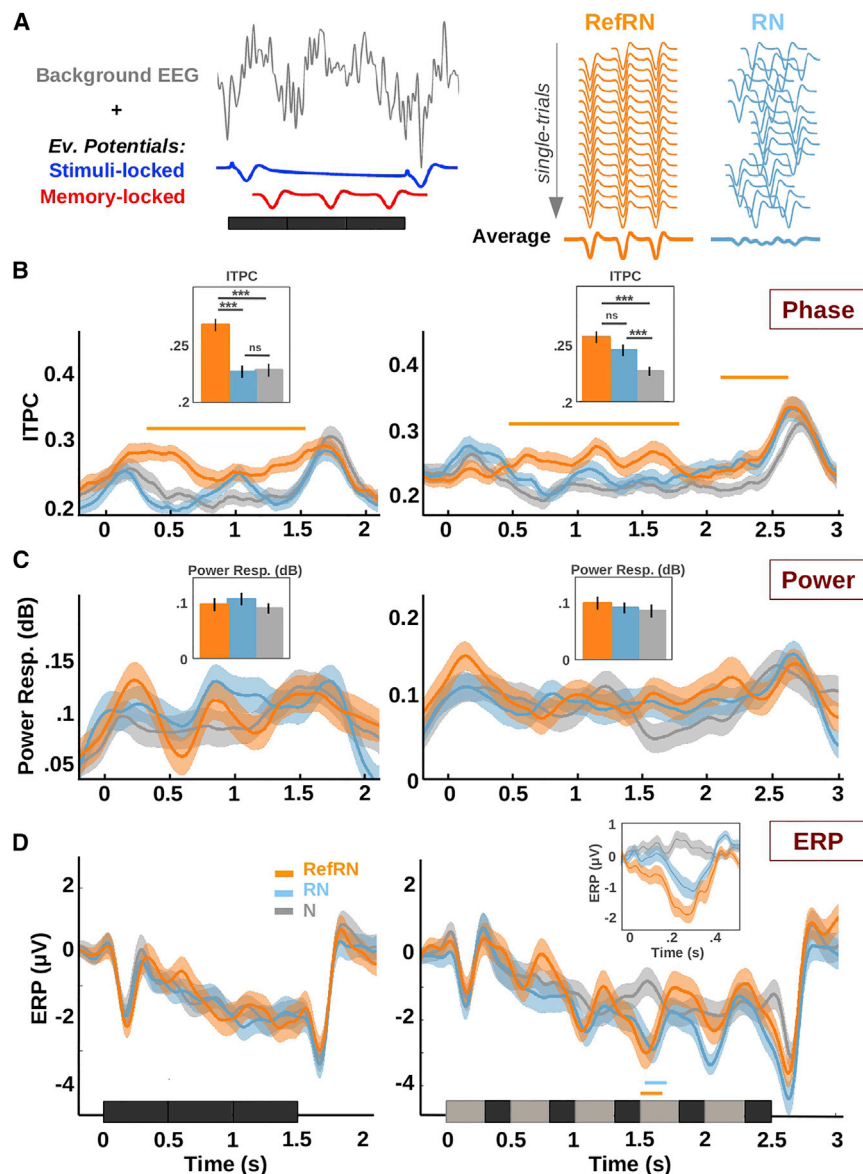 A
RefRN
RN
Background EEG
+
Ev. Potentials:
Stimuli-locked
Memory-locked
single-trials
Average
B
Phase
ITPC
***
***
ns
.25
.2
ITPC
***
ns
***
.25
.2
ITPC
0.4
0.3
0.2
0 0.5 1 1.5 2
0.4
0.3
0.2
0 0.5 1 1.5 2 2.5 3
C
Power
Power Resp. (dB)
.1
0
Power Resp. (dB)
.1
0
Power Resp. (dB)
.15
.1
.05
0 0.5 1 1.5 2
0.2
0.1
0
0 0.5 1 1.5 2 2.5 3
D
ERP
RefRN
RN
N
ERP (μV)
1
0
-1
-2
0 .2 .4
Time (s)
ERP (μV)
2
0
-2
-4
0 0.5 1 1.5 2
Time (s)
2
0
-2
-4
0 0.5 1 1.5 2 2.5 3
Time (s)